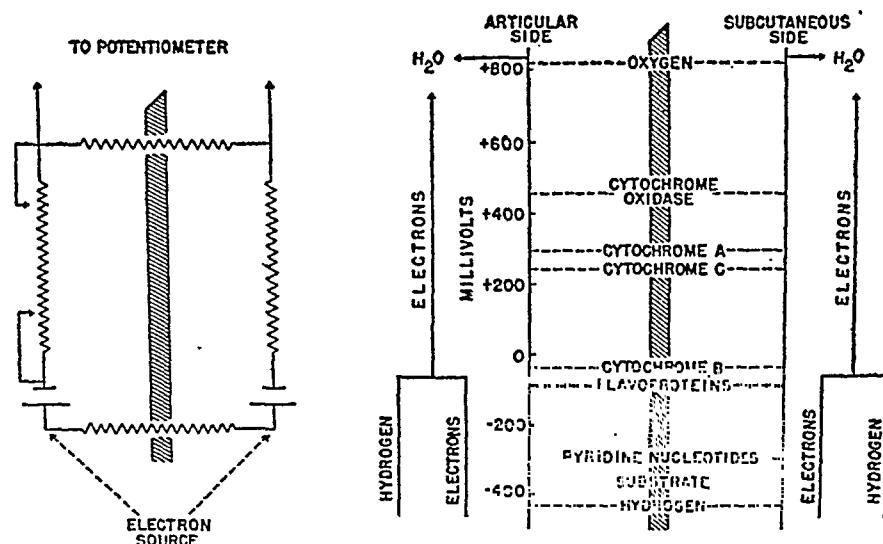 TO POTENTIOMETER
ELECTRON
SOURCE
ARTICULAR
SIDE
SUBCUTANEOUS
SIDE
H₂O
+800
OXYGEN
H₂O
+600
CYTOCHROME
OXIDASE
+400
CYTOCHROME A
CYTOCHROME C
+200
0
CYTOCHROME B
FLAVOPROTEINS
-200
PYRIDINE NUCLEOTIDES
SUBSTRATE
-400
HYDROGEN
MILLIVOLTS
ELECTRONS
HYDROGEN
ELECTRONS
ELECTRONS
ELECTRONS
HYDROGEN